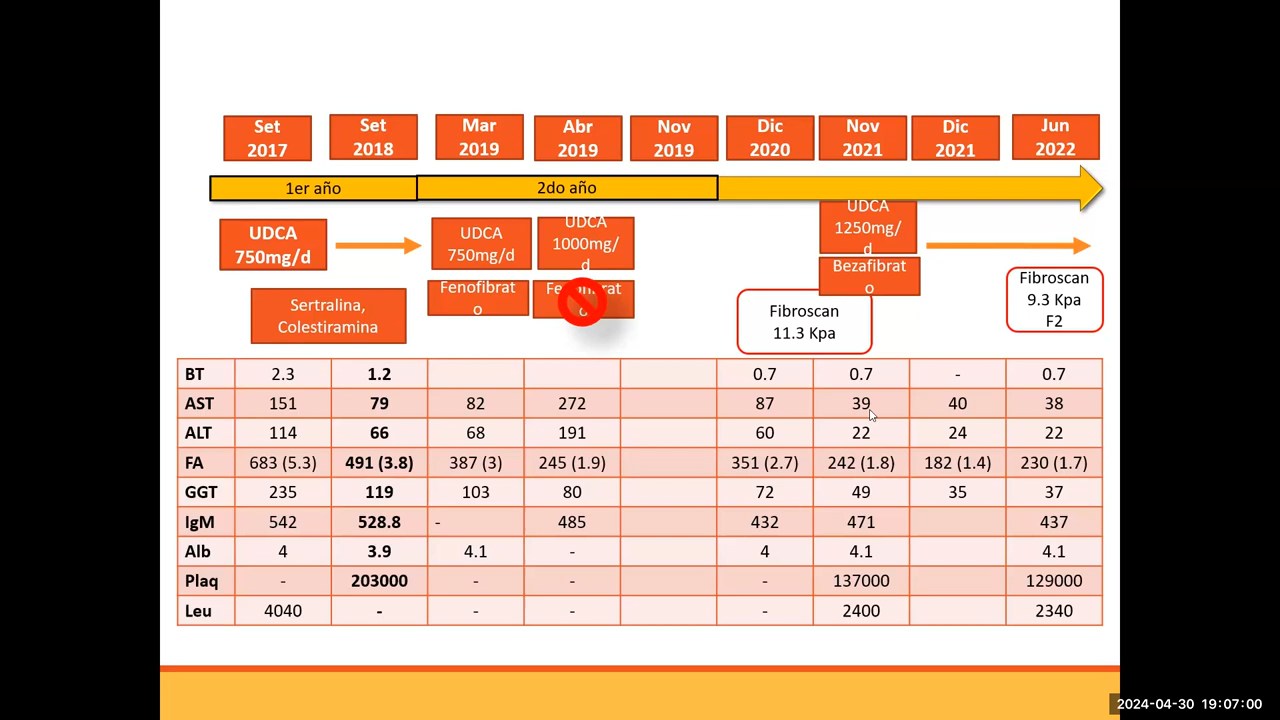 Set
2017
Set
2018
Mar
2019
Abr
2019
Nov
2019
Dic
2020
Nov
2021
Dic
2021
Jun
2022
1er año
2do año
UDCA
750mg/d
UDCA
750mg/d
UDCA
1000mg/
d
UDCA
1250mg/
d
Sertralina,
Colestiramina
Fenofibrat
o
Bezafibrat
o
Fibroscan
11.3 Kpa
Fibroscan
9.3 Kpa
F2
BT 2.3 1.2 0.7 0.7 - 0.7
AST 151 79 82 272 87 39 40 38
ALT 114 66 68 191 60 22 24 22
FA 683 (5.3) 491 (3.8) 387 (3) 245 (1.9) 351 (2.7) 242 (1.8) 182 (1.4) 230 (1.7)
GGT 235 119 103 80 72 49 35 37
IgM 542 528.8 - 485 432 471 437
Alb 4 3.9 4.1 - 4 4.1 4.1
Plaq - 203000 - - - 137000 129000
Leu 4040 - - - - 2400 2340
2024-04-30 19:07:00